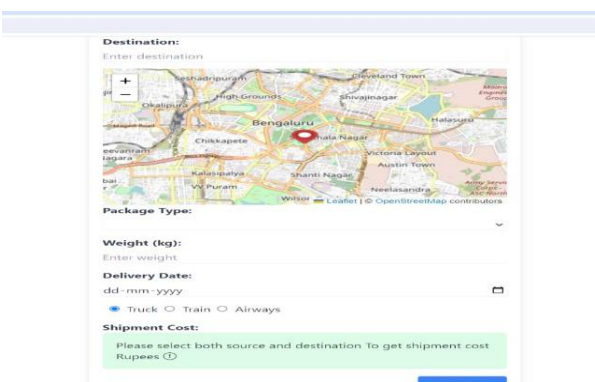 Destination:
Enter destination
+
Seshadripuram
Cleveland Town
−
High Grounds
Shivajinagar
Okalipura
Halasuru
Bengaluru
Chikkapete
Victoria Layout
Austin Town
Kalasipalya
Shanti Nagar
VV Puram
Neelasandra
Leaflet | © OpenStreetMap contributors
Package Type:
Weight (kg):
Enter weight
Delivery Date:
dd-mm-yyyy
Truck Train Airways
Shipment Cost:
Please select both source and destination To get shipment cost
Rupees